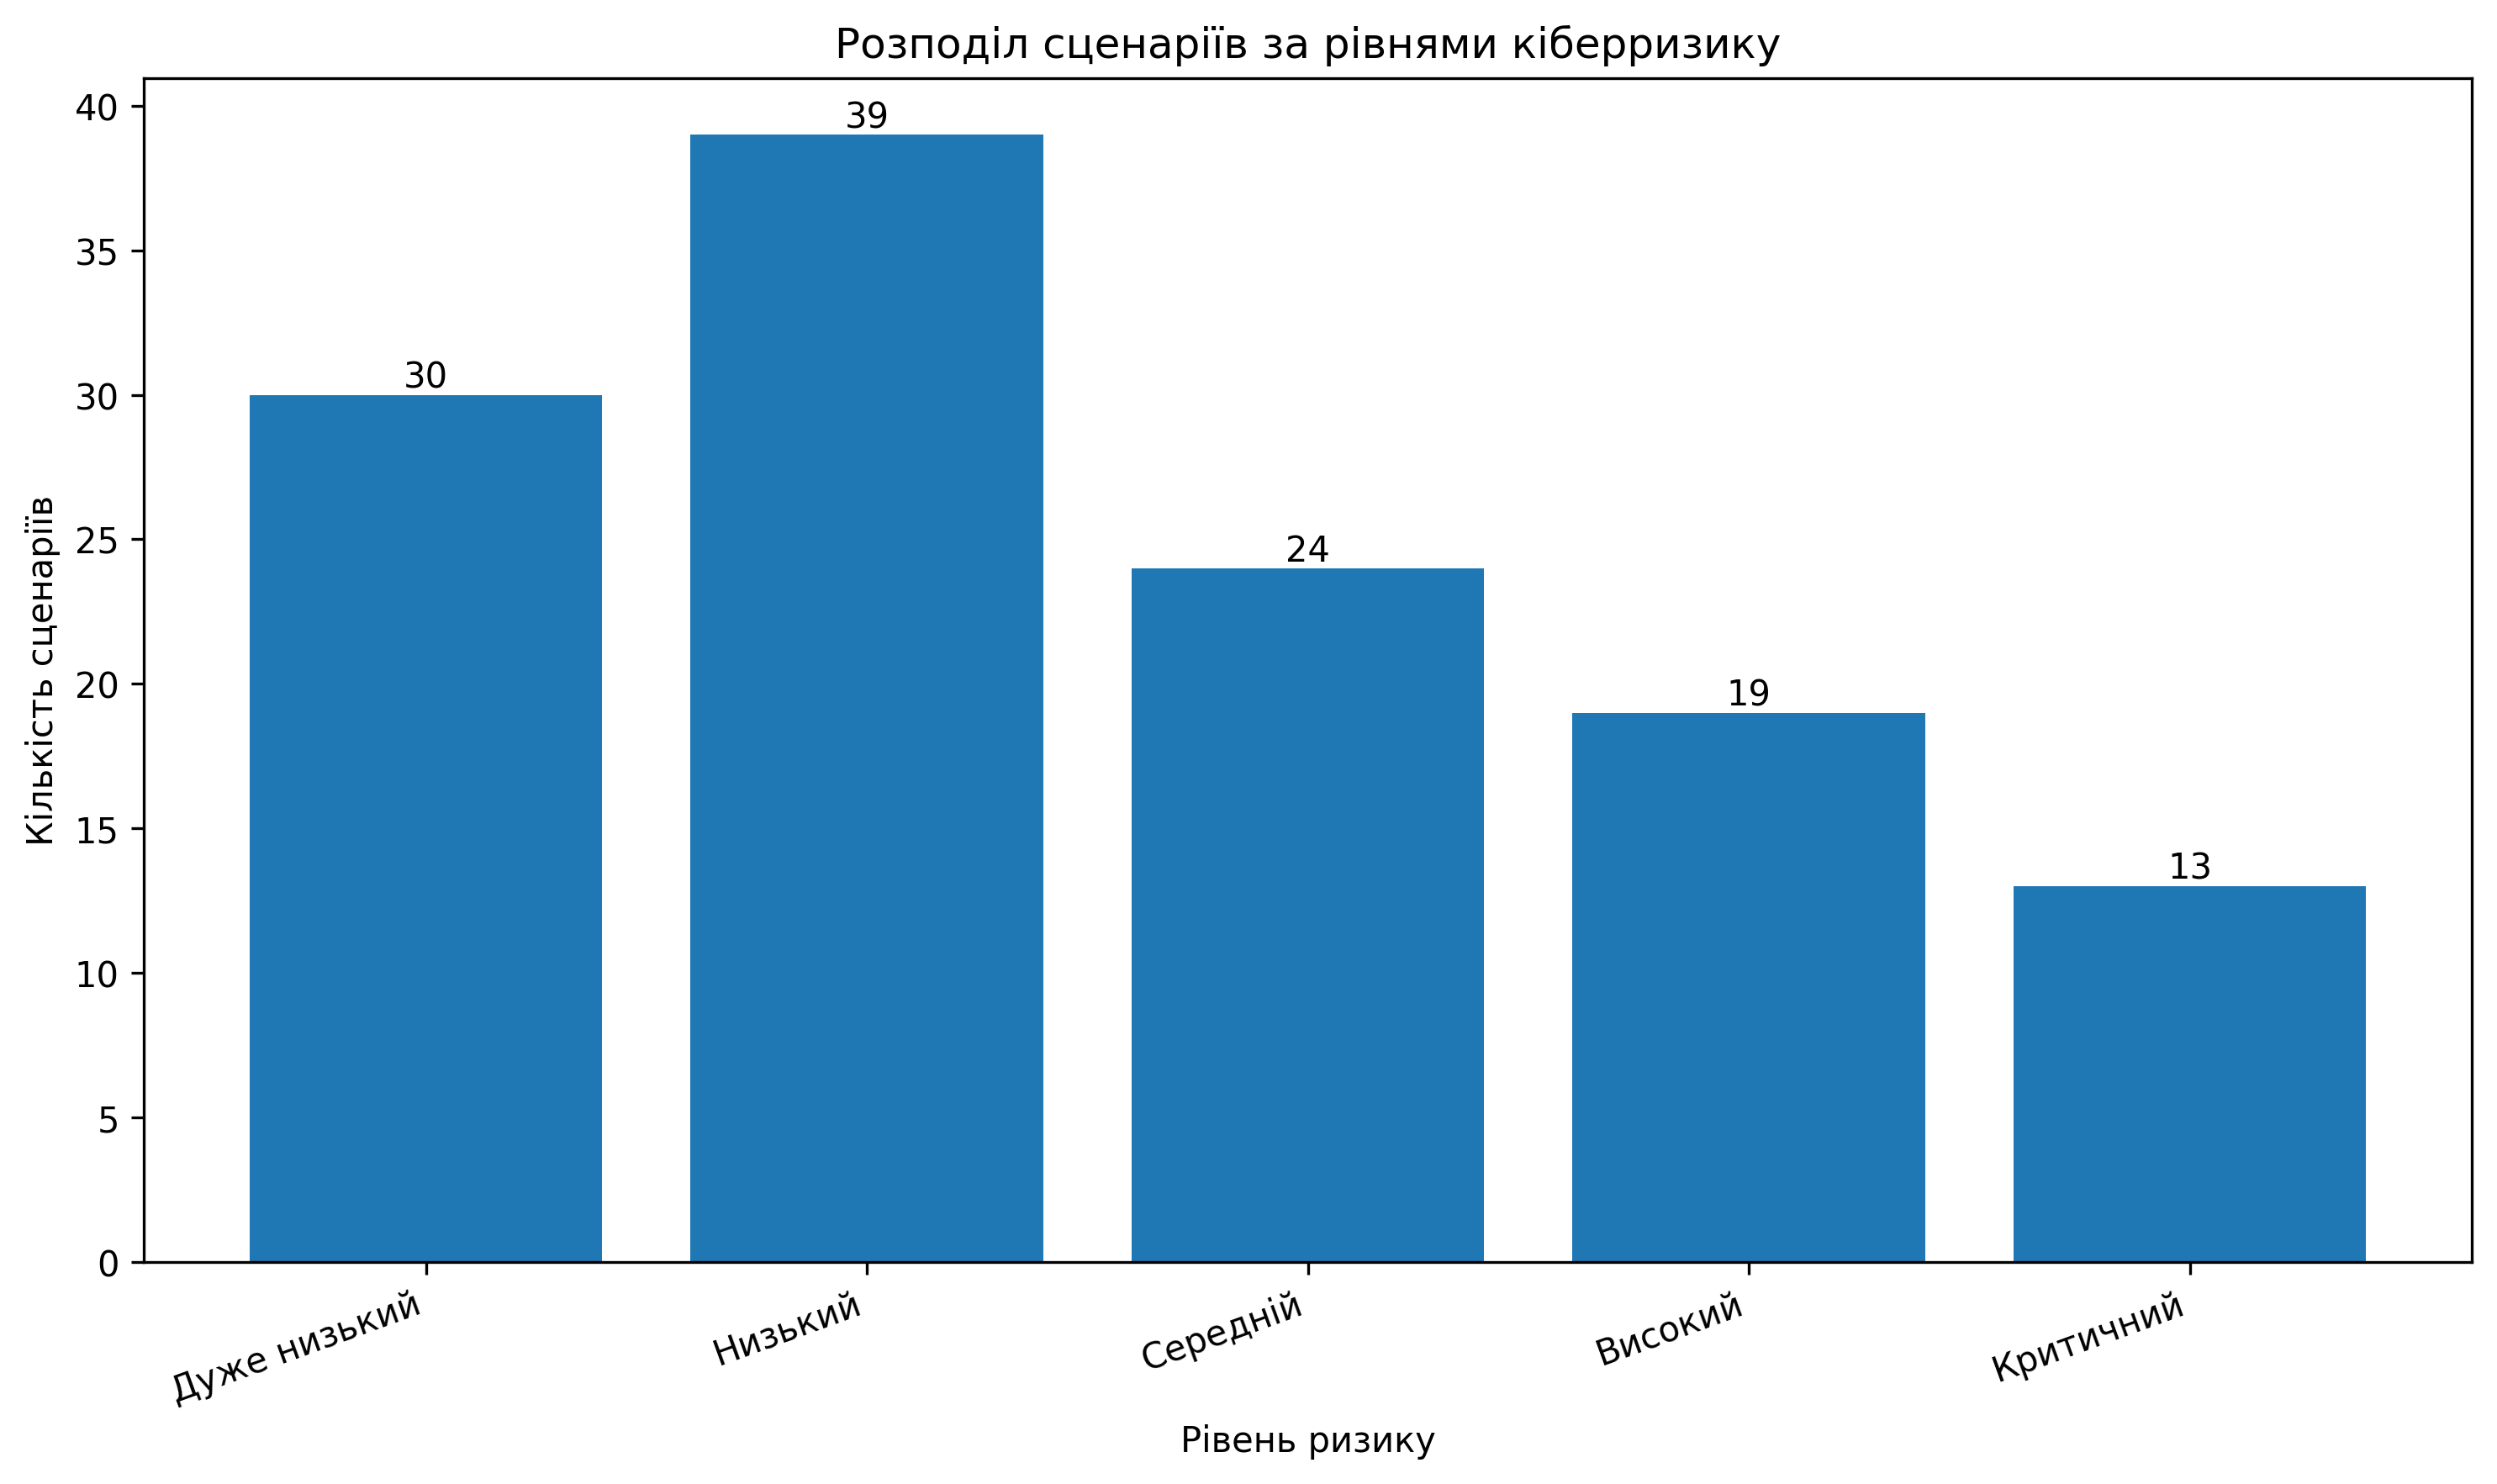 Розподіл сценаріїв за рівнями кіберризику
Кількість сценаріїв
40
35
30
25
20
15
10
5
0
30
39
24
19
13
Дуже низький
Низький
Середній
Високий
Критичний
Рівень ризику